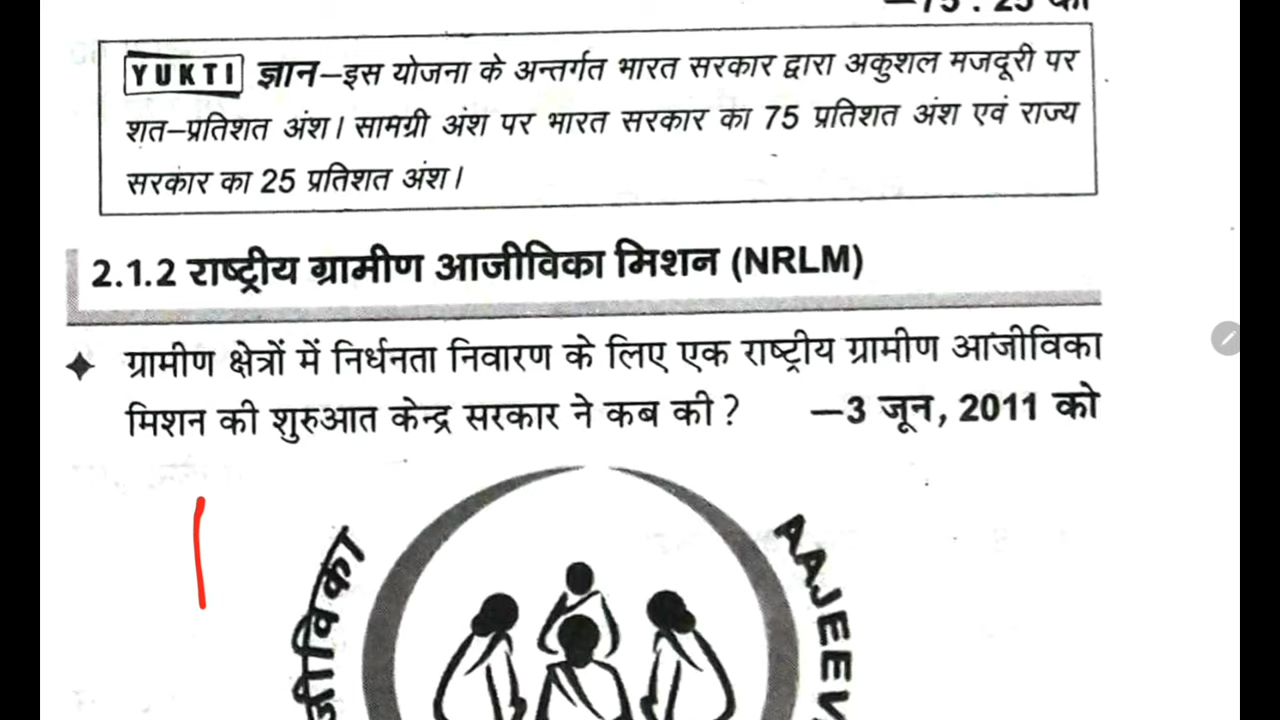 —75 : 25 का
YUKTI ज्ञान–इस योजना के अन्तर्गत भारत सरकार द्वारा अकुशल मजदूरी पर
शत–प्रतिशत अंश। सामग्री अंश पर भारत सरकार का 75 प्रतिशत अंश एवं राज्य
सरकार का 25 प्रतिशत अंश।
2.1.2 राष्ट्रीय ग्रामीण आजीविका मिशन (NRLM)
ग्रामीण क्षेत्रों में निर्धनता निवारण के लिए एक राष्ट्रीय ग्रामीण आजीविका
मिशन की शुरुआत केन्द्र सरकार ने कब की? —3 जून, 2011 को